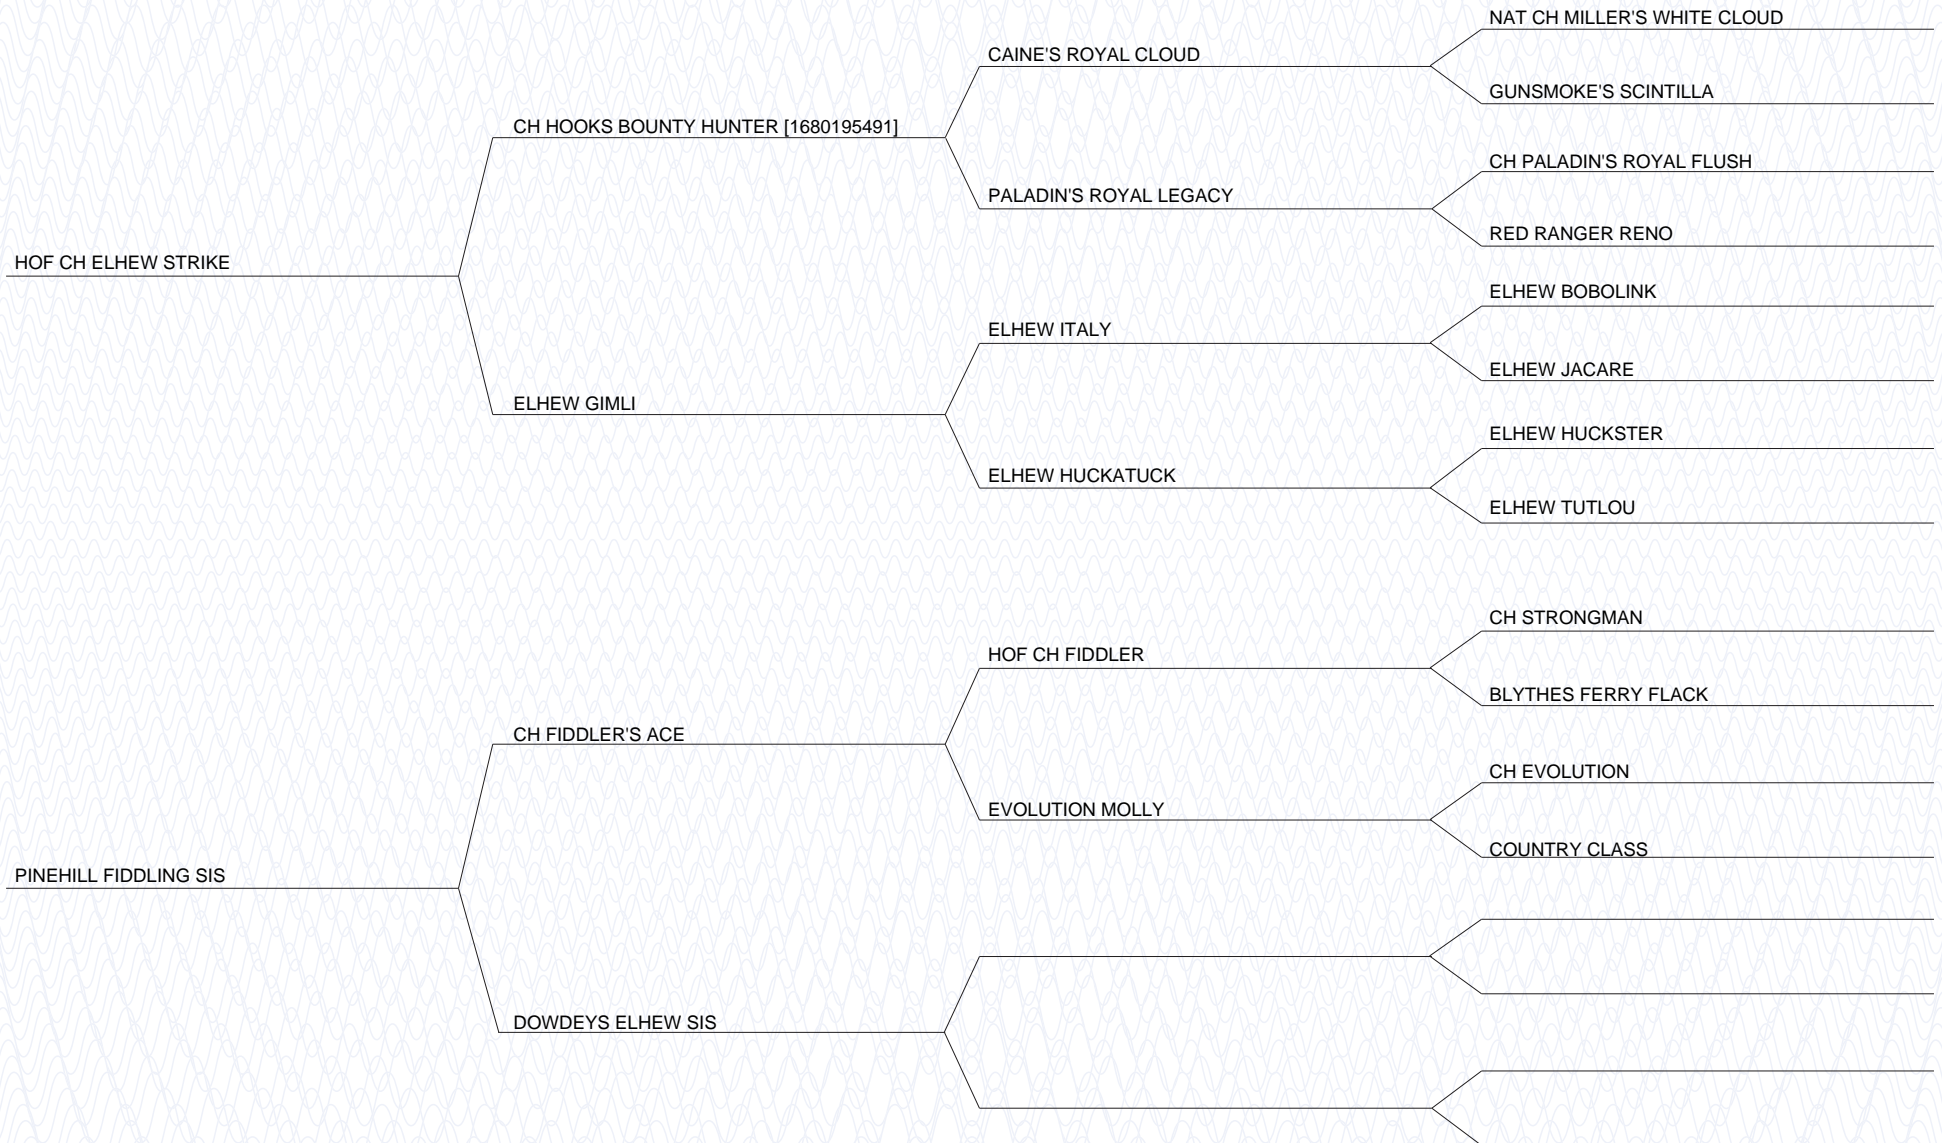 NAT CH MILLER'S WHITE CLOUD
CAINE'S ROYAL CLOUD
GUNSMOKE'S SCINTILLA
CH HOOKS BOUNTY HUNTER [1680195491]
CH PALADIN'S ROYAL FLUSH
PALADIN'S ROYAL LEGACY
RED RANGER RENO
HOF CH ELHEW STRIKE
ELHEW BOBOLINK
ELHEW ITALY
ELHEW JACARE
ELHEW GIMLI
ELHEW HUCKSTER
ELHEW HUCKATUCK
ELHEW TUTLOU
CH STRONGMAN
HOF CH FIDDLER
BLYTHES FERRY FLACK
CH FIDDLER'S ACE
CH EVOLUTION
EVOLUTION MOLLY
COUNTRY CLASS
PINEHILL FIDDLING SIS
DOWDEYS ELHEW SIS